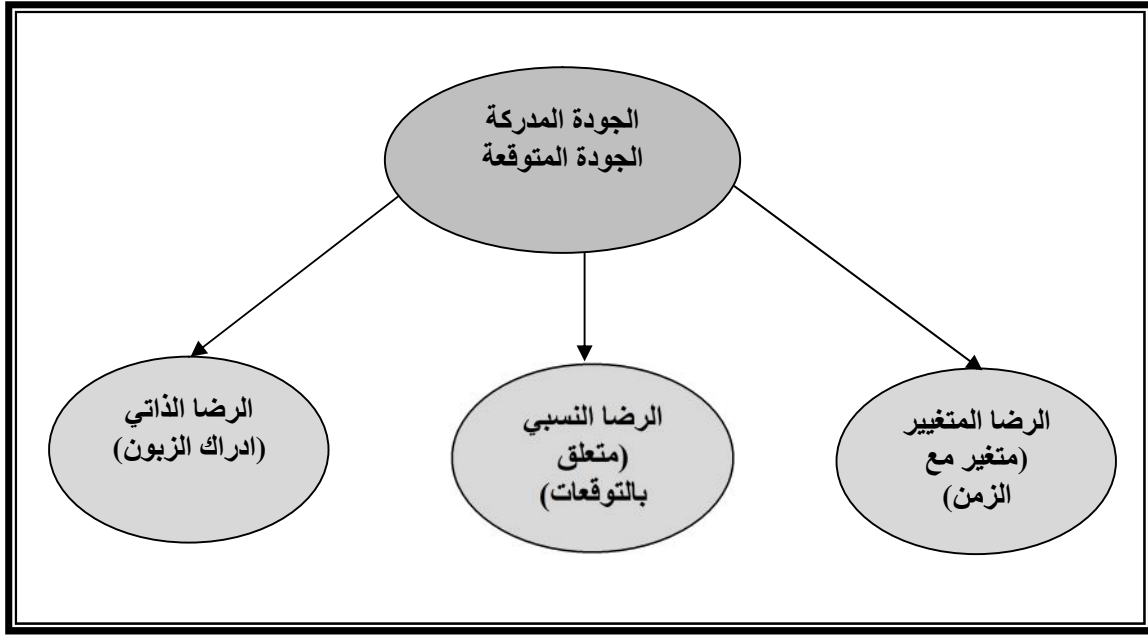 الجودة المدركة
الجودة المتوقعة
الرضا المتغيير
(متغير مع
الزمن)
الرضا النسبي
(متعلق
بالتوقعات)
الرضا الذاتي
(ادراك الزبون)